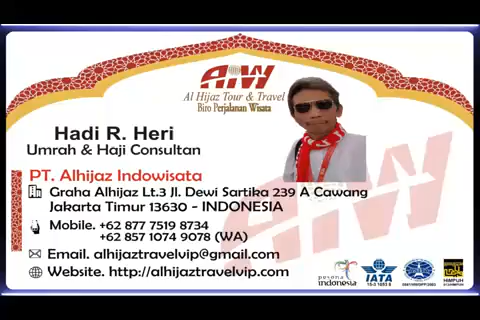 AIW
Al Hijaz Tour & Travel
Biro Perjalanan Wisata
Hadi R. Heri
Umrah & Haji Consultan
PT. Alhijaz Indowisata
Graha Alhijaz Lt.3 Jl. Dewi Sartika 239 A Cawang
Jakarta Timur 13630 - INDONESIA
Mobile. +62 877 7519 8734
+62 857 1074 9078 (WA)
Email. alhijaztravelvip@gmail.com
Website. http://alhijaztravelvip.com
pesona
indonesia
IATA
HIMPUH